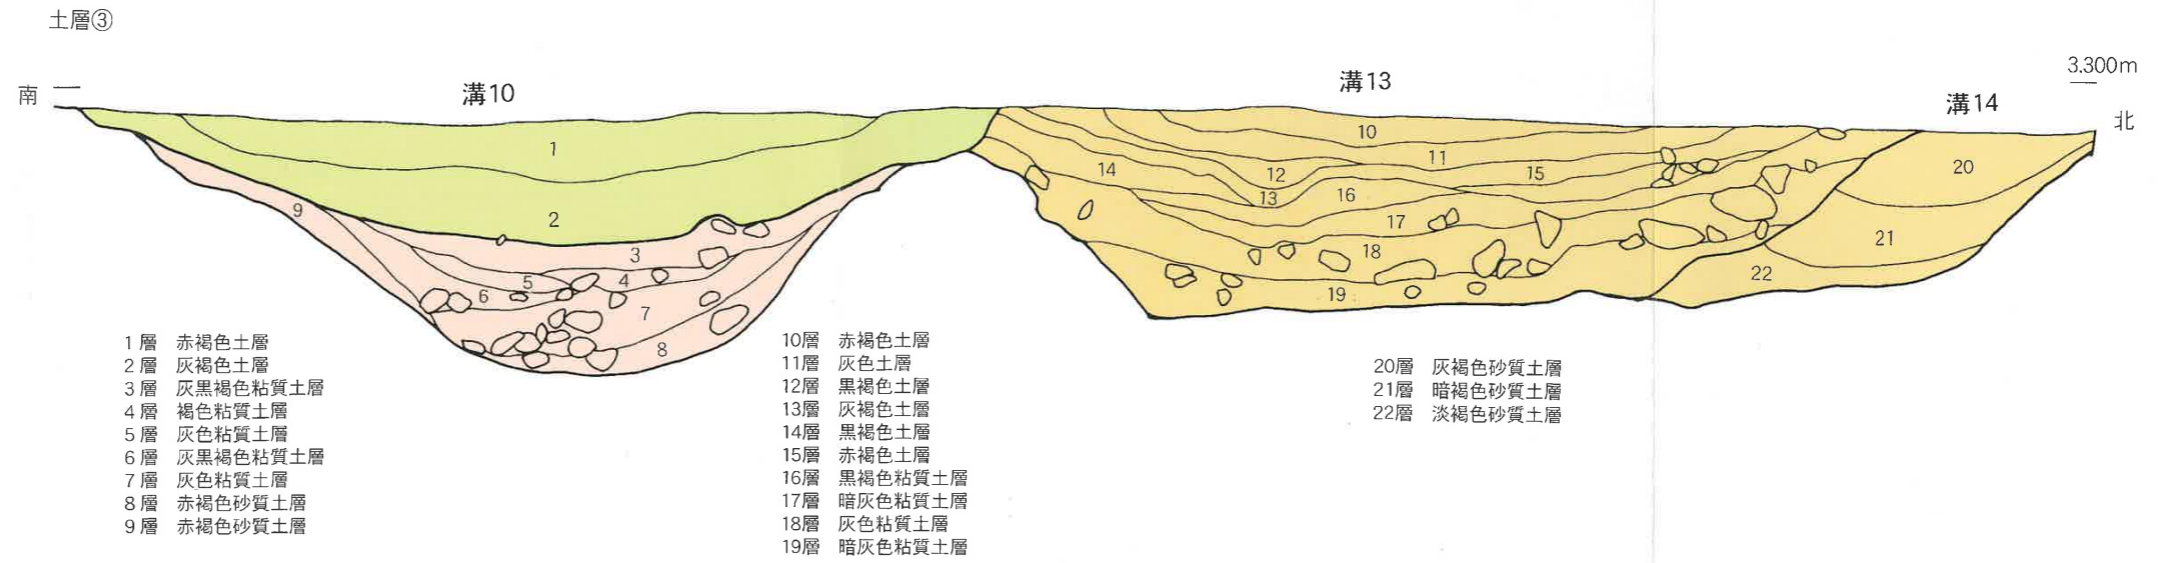 土層③
南
溝10
溝13
3.300m
溝14
北
1
2
3
4
5
6
7
8
9
10
11
12
13
14
15
16
17
18
19
20
21
22
1層 赤褐色土層
2層 灰褐色土層
3層 灰黒褐色粘質土層
4層 褐色粘質土層
5層 灰色粘質土層
6層 灰黒褐色粘質土層
7層 灰色粘質土層
8層 赤褐色砂質土層
9層 赤褐色砂質土層
10層 赤褐色土層
11層 灰色土層
12層 黒褐色土層
13層 灰褐色土層
14層 黒褐色土層
15層 赤褐色土層
16層 黒褐色粘質土層
17層 暗灰色粘質土層
18層 灰色粘質土層
19層 暗灰色粘質土層
20層 灰褐色砂質土層
21層 暗褐色砂質土層
22層 淡褐色砂質土層